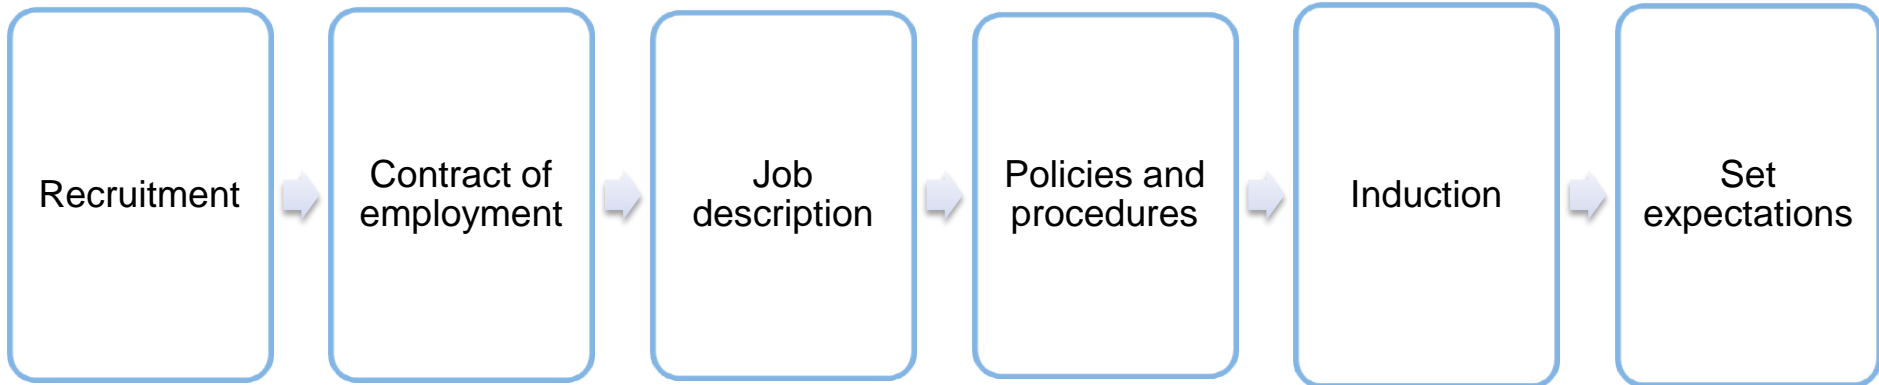 Recruitment
Contract of
employment
Job
description
Policies and
procedures
Induction
Set
expectations